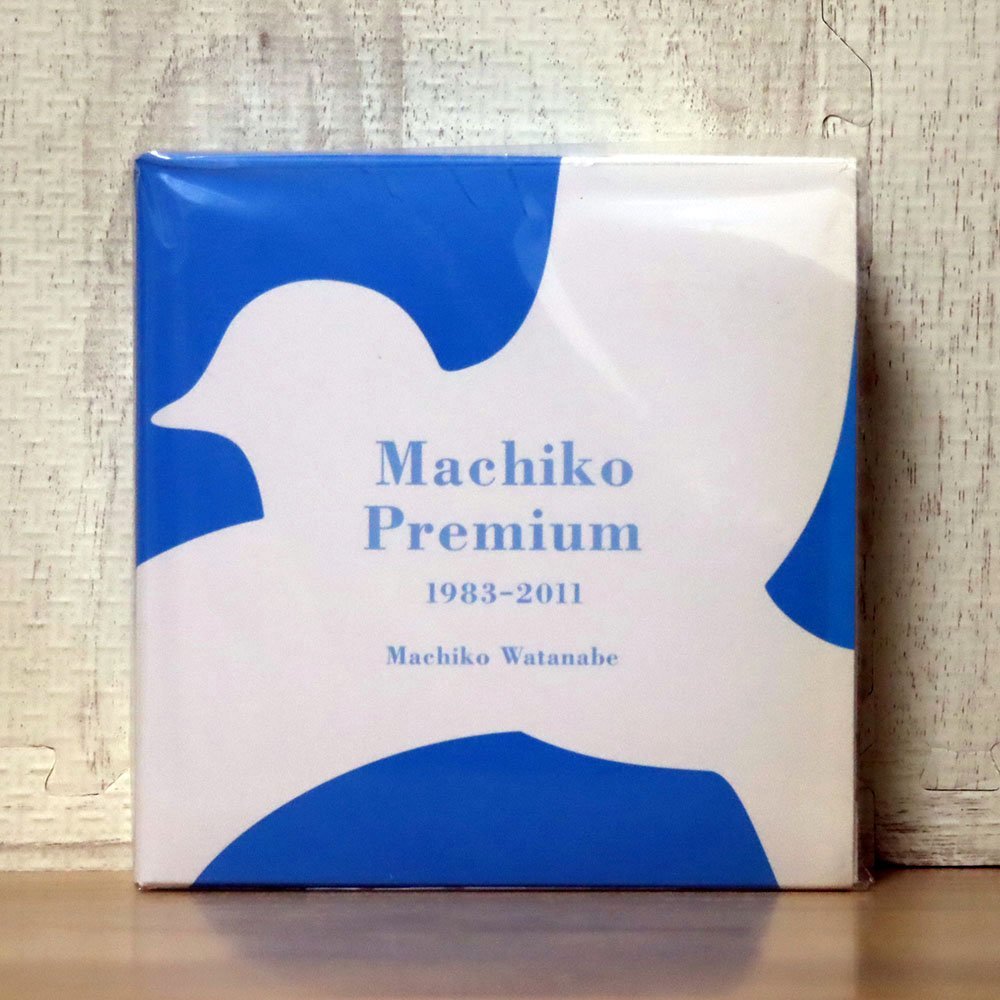 Machiko
Premium
1983-2011
Machiko Watanabe